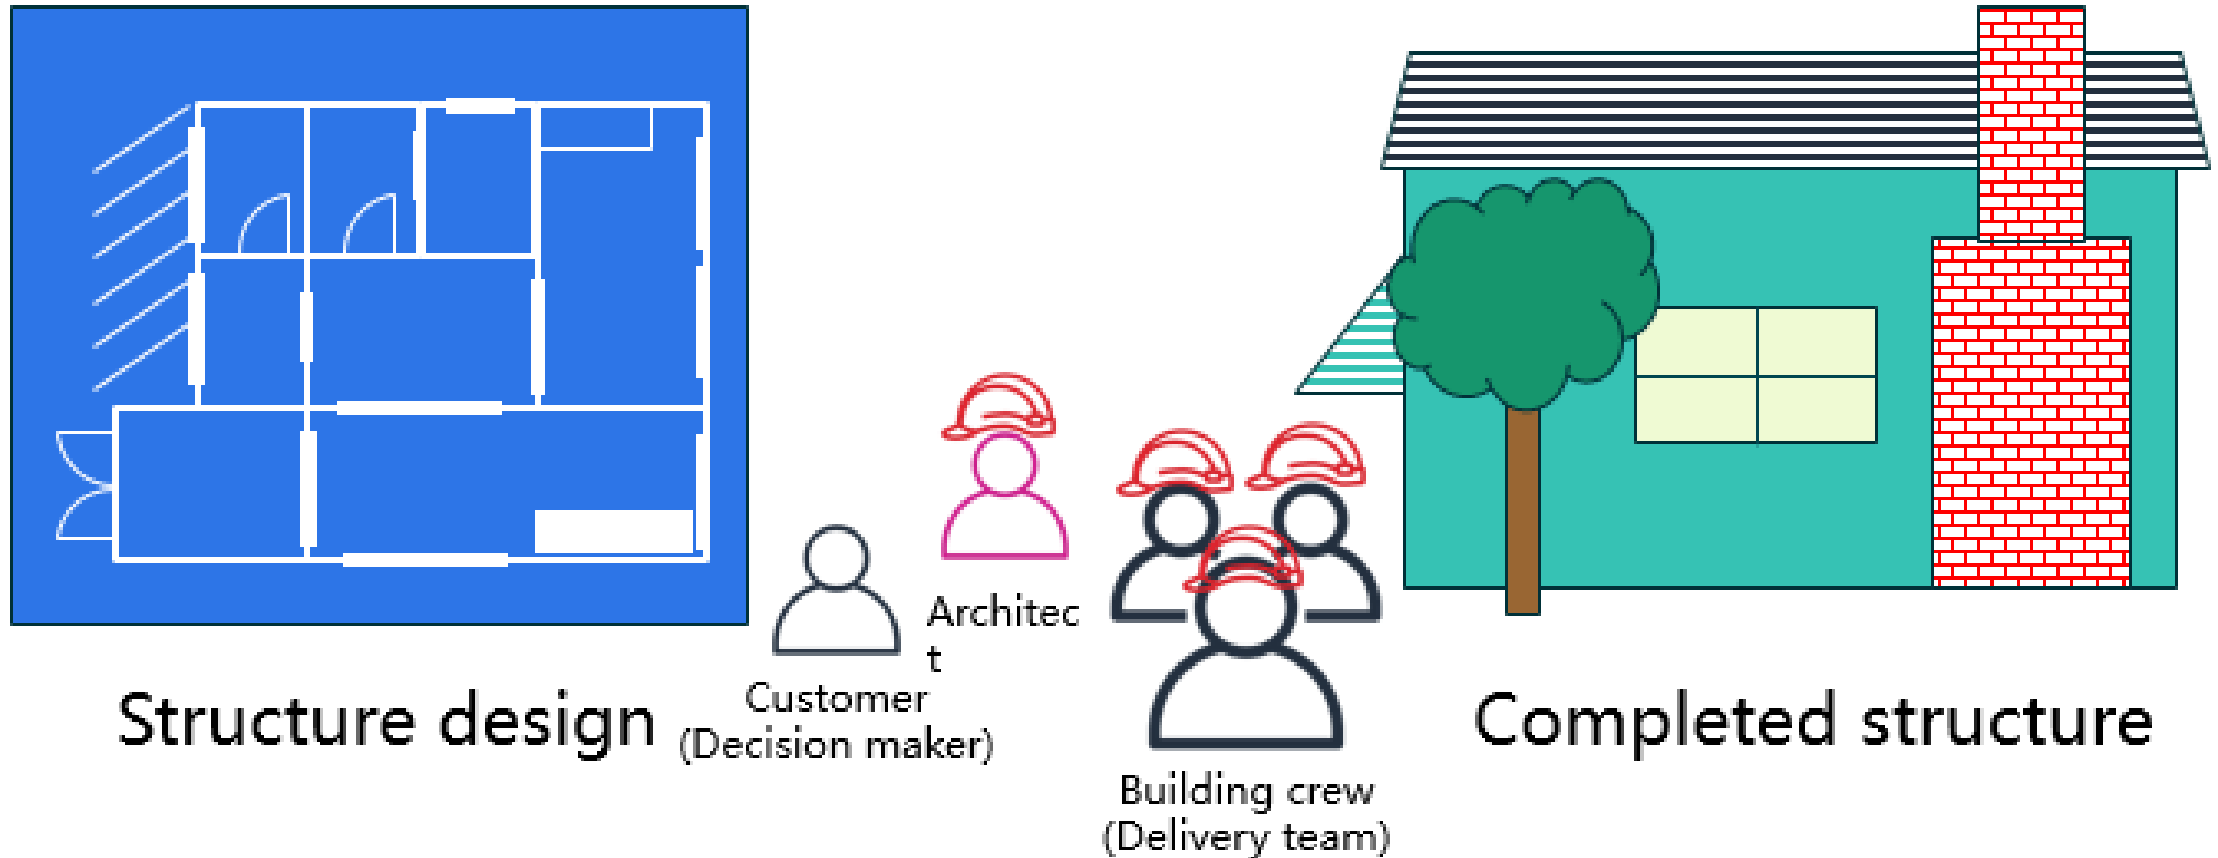 Architec
t
Structure design
Customer
(Decision maker)
Completed structure
Building crew
(Delivery team)